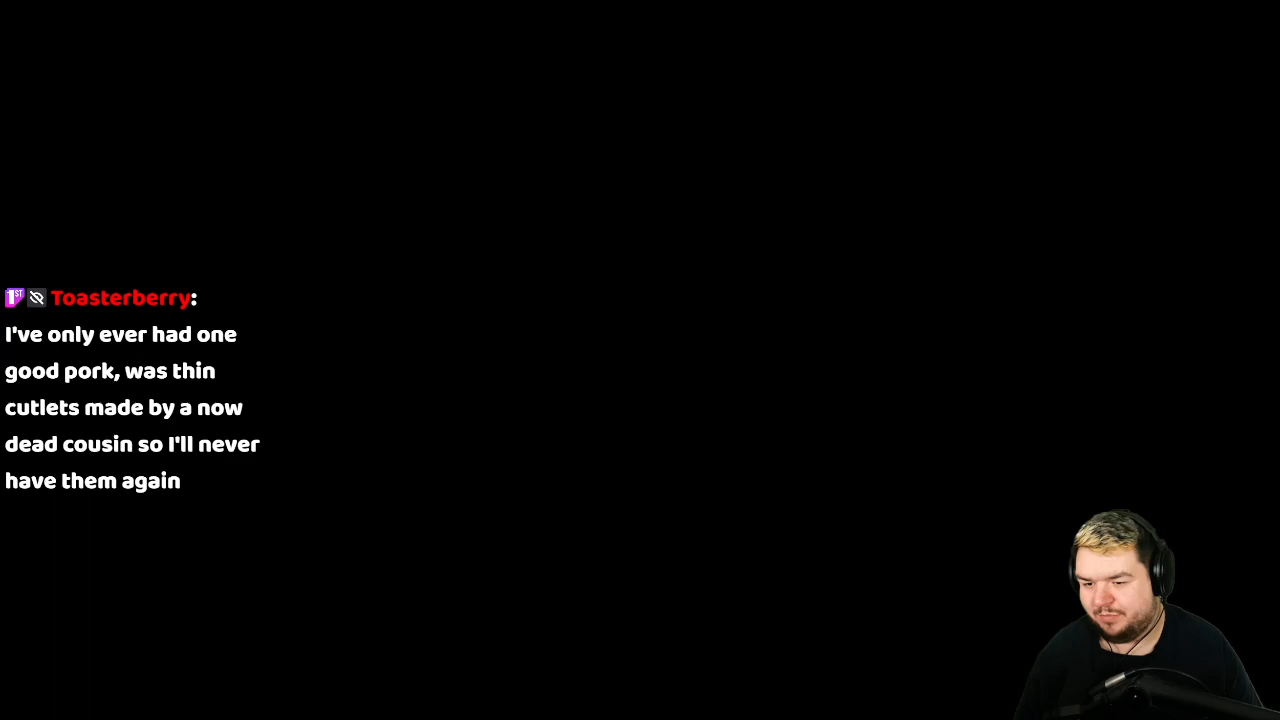 1ST Toasterberry:
I've only ever had one
good pork, was thin
cutlets made by a now
dead cousin so I'll never
have them again